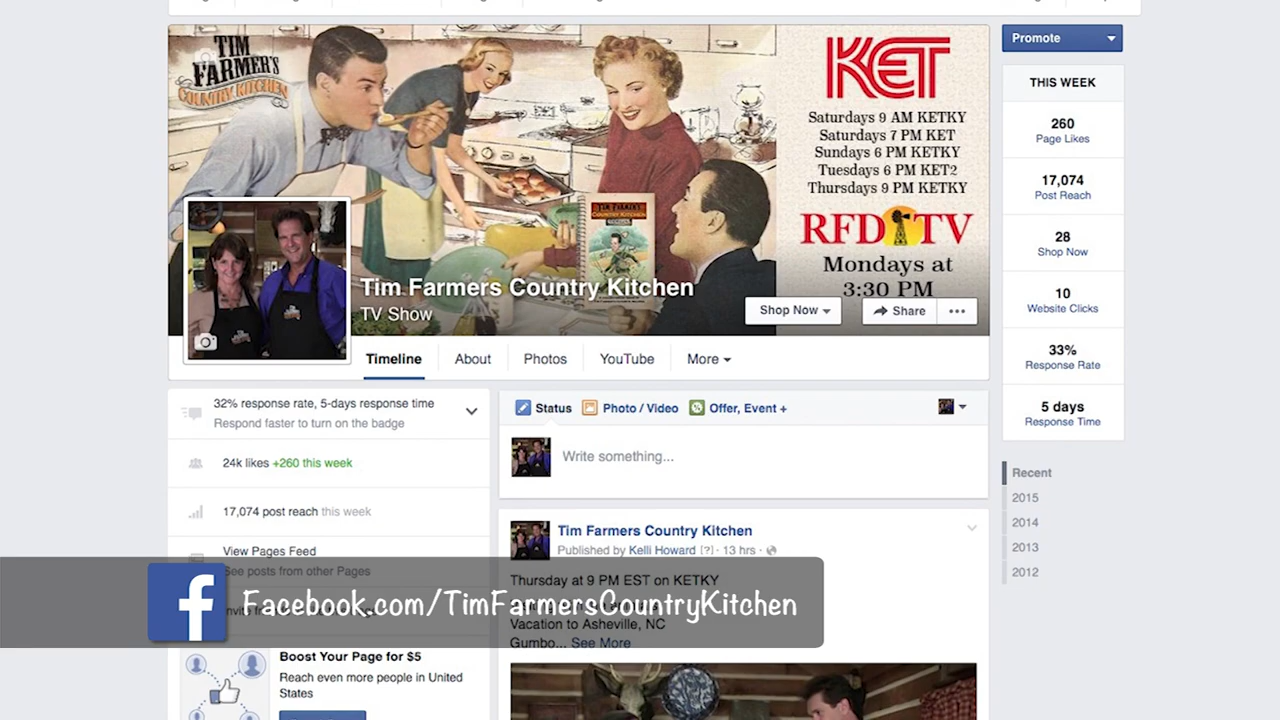 TIM
FARMER'S
COUNTRY KITCHEN
KET
Saturdays 9 AM KETKY
Saturdays 7 PM KET
Sundays 6 PM KETKY
Tuesdays 6 PM KET2
Thursdays 9 PM KETKY
RFD TV
Mondays at
3:30 PM
TIM FARMER'S
COUNTRY KITCHEN
Tim Farmers Country Kitchen
TV Show
Shop Now
Share
Timeline
About
Photos
YouTube
More
Promote
THIS WEEK
260
Page Likes
17,074
Post Reach
28
Shop Now
10
Website Clicks
33%
Response Rate
5 days
Response Time
Recent
2015
2014
2013
2012
32% response rate, 5-days response time
Respond faster to turn on the badge
24k likes +260 this week
17,074 post reach this week
View Pages Feed
See posts from other Pages
Boost Your Page for $5
Reach even more people in United
States
Status Photo / Video Offer, Event +
Write something...
Tim Farmers Country Kitchen
Published by Kelli Howard [?] · 13 hrs ·
Thursday at 9 PM EST on KETKY
Vacation to Asheville, NC
Gumbo... See More
Facebook.com/TimFarmersCountryKitchen